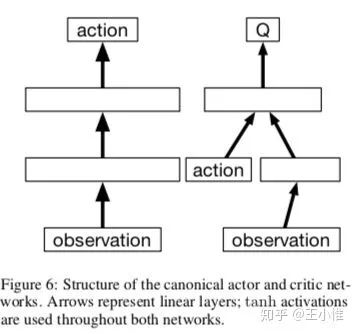 action
Q
action
observation
observation
Figure 6: Structure of the canonical actor and critic net-
works. Arrows represent linear layers; tanh activations
are used throughout both networks.
知乎 @王小惟